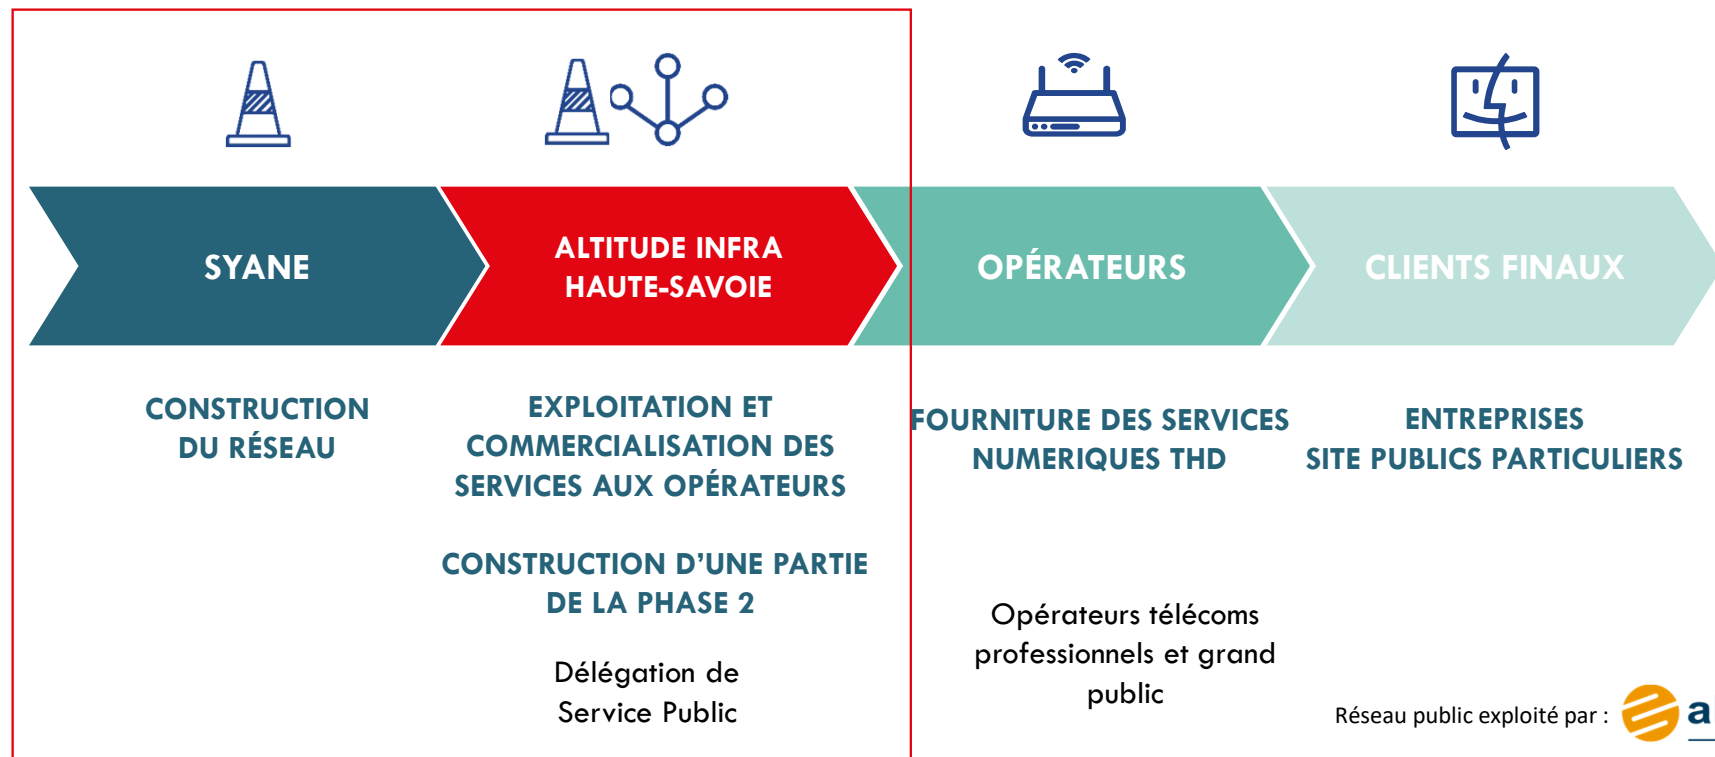 SYANE
ALTITUDE INFRA
HAUTE-SAVOIE
OPÉRATEURS
CLIENTS FINAUX
CONSTRUCTION
DU RÉSEAU
EXPLOITATION ET
COMMERCIALISATION DES
SERVICES AUX OPÉRATEURS
CONSTRUCTION D’UNE PARTIE
DE LA PHASE 2
Délégation de
Service Public
FOURNITURE DES SERVICES
NUMERIQUES THD
Opérateurs télécoms
professionnels et grand
public
ENTREPRISES
SITE PUBLICS PARTICULIERS
Réseau public exploité par :